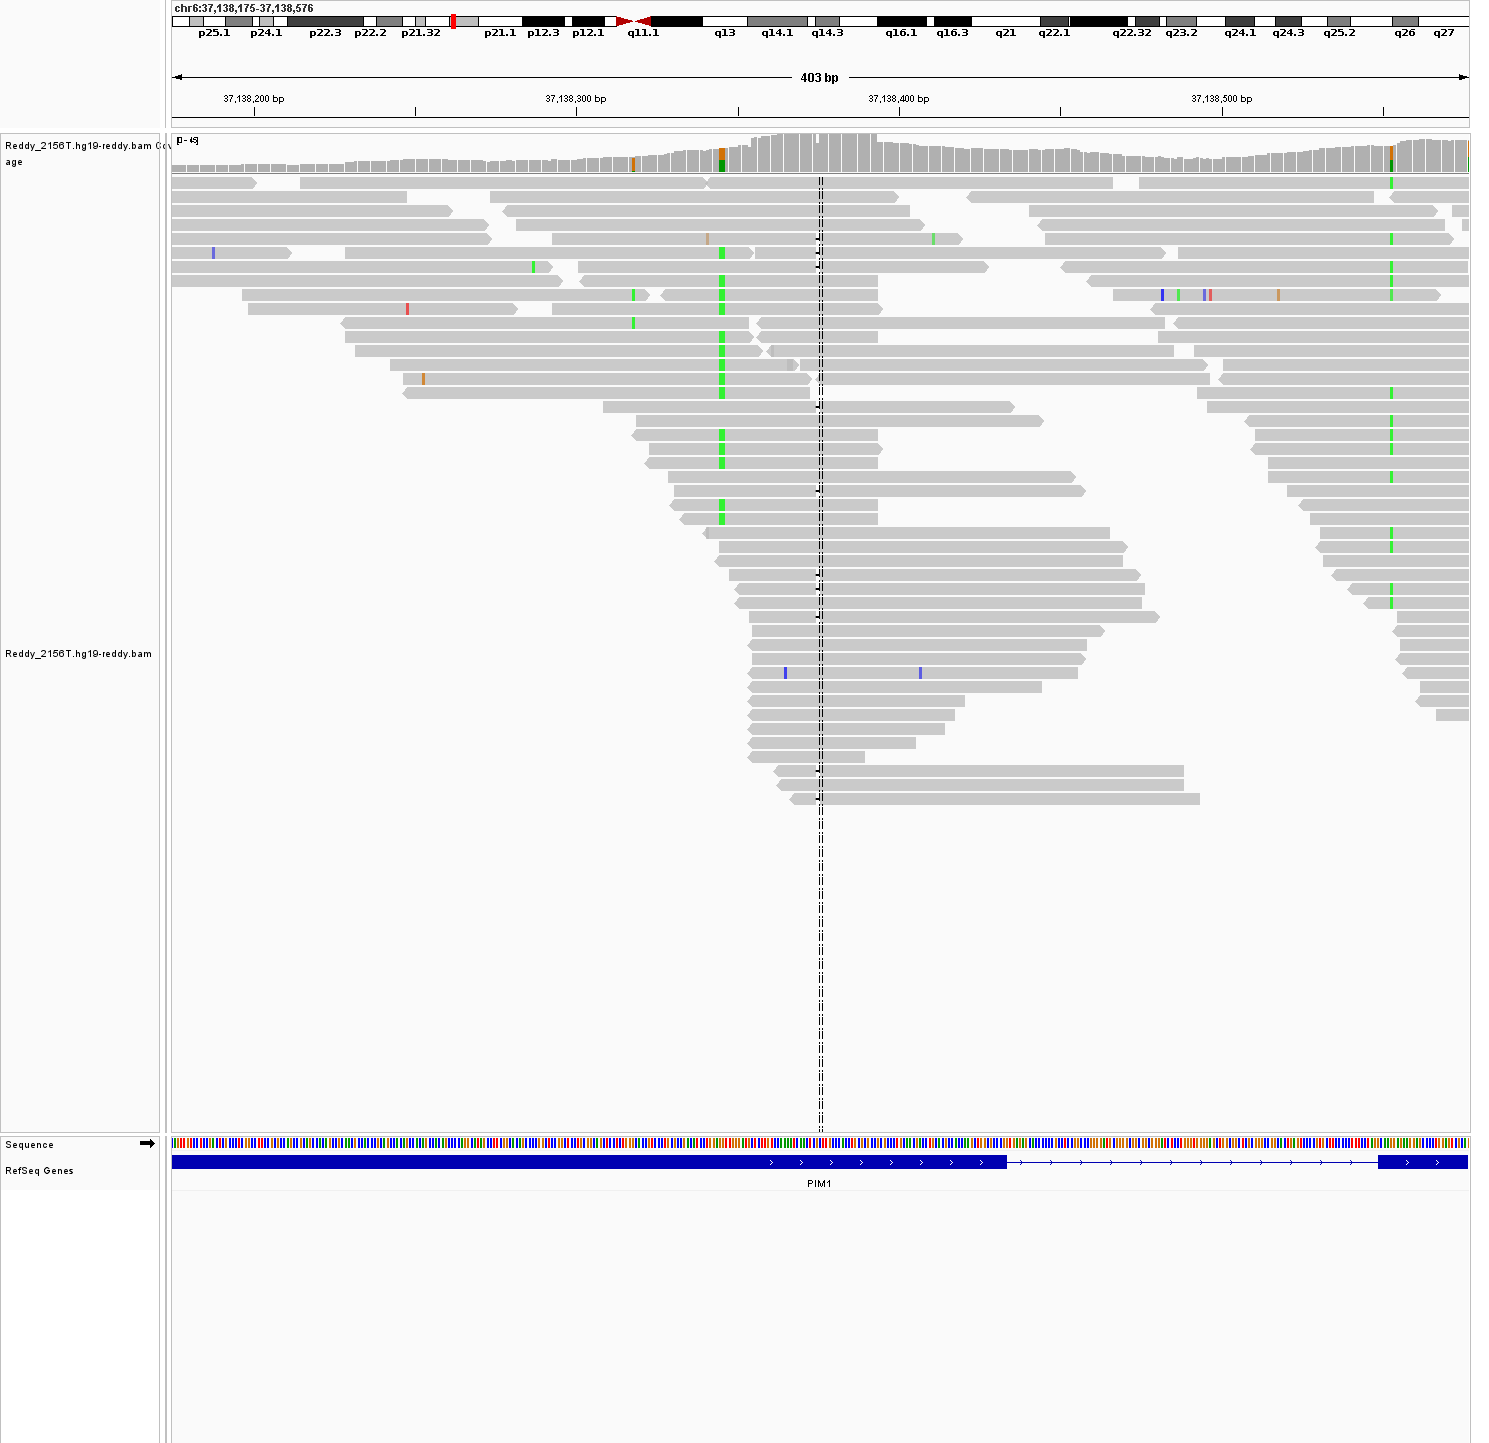 chr6:37,138,175-37,138,576
p25.1 p24.1 p22.3 p22.2 p21.32 p21.1 p12.3 p12.1 q11.1 q13 q14.1 q14.3 q16.1 q16.3 q21 q22.1 q22.32 q23.2 q24.1 q24.3 q25.2 q26 q27
403 bp
37,138,200 bp 37,138,300 bp 37,138,400 bp 37,138,500 bp
Reddy_2156T.hg19-reddy.bam
age
[0 - 45]
Reddy_2156T.hg19-reddy.bam
Sequence
RefSeq Genes
PIM1